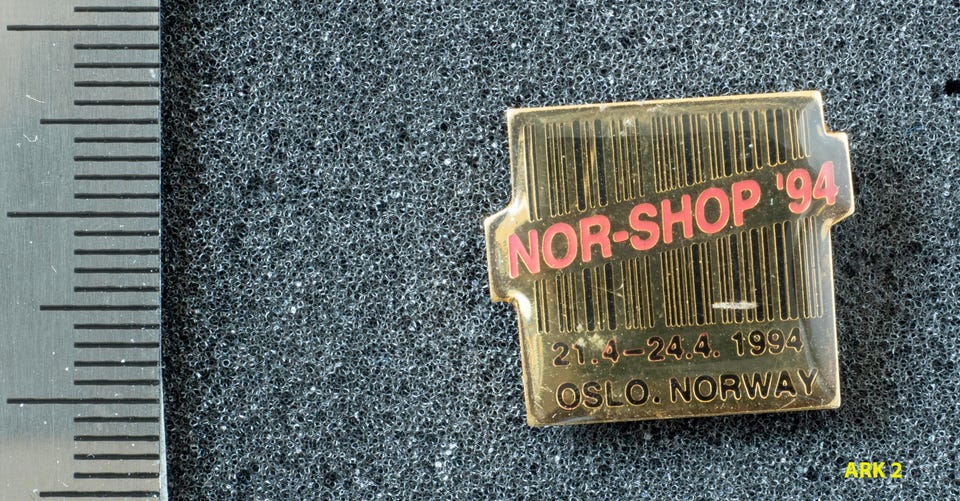 NOR-SHOP '94
21.4-24.4. 1994
OSLO. NORWAY
ARK 2